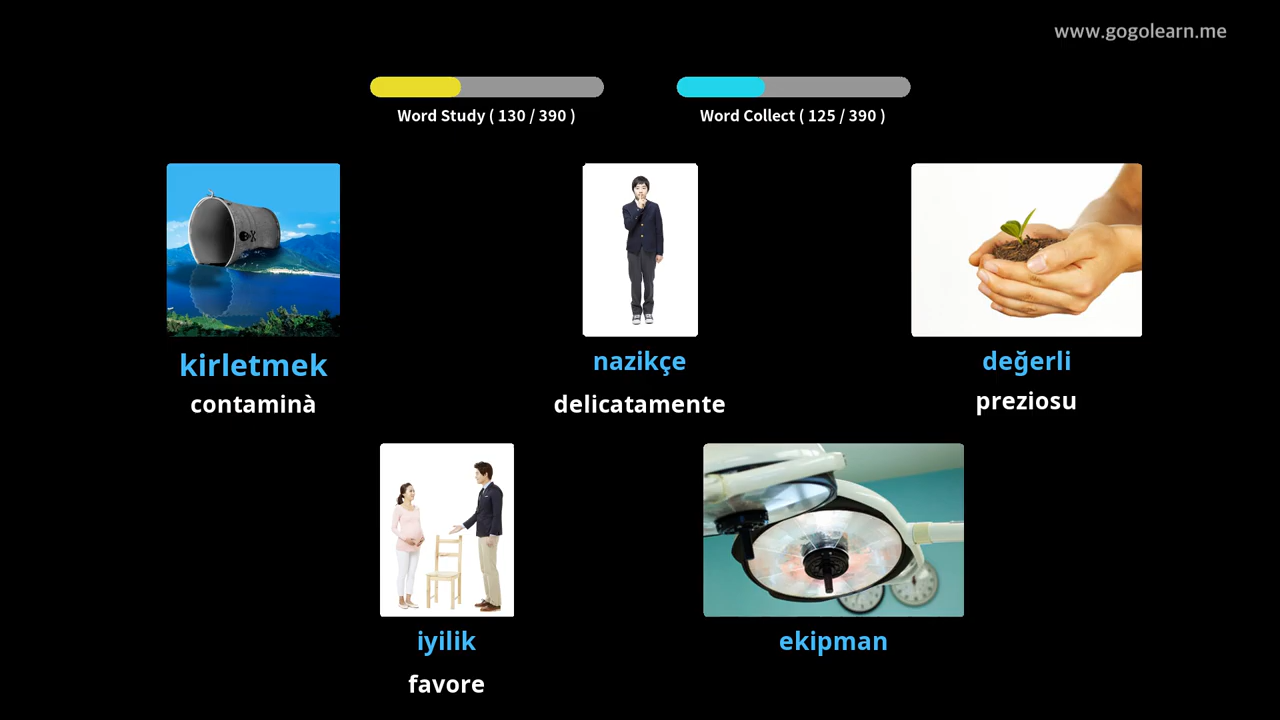 www.gogolearn.me
Word Study ( 130 / 390 )
Word Collect ( 125 / 390 )
kirletmek
contaminà
nazikçe
delicatamente
değerli
preziosu
iyilik
favore
ekipman